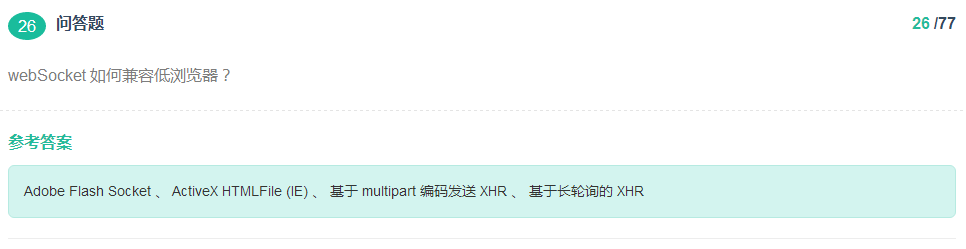 26 问答题 26 /77
webSocket 如何兼容低浏览器？
参考答案
Adobe Flash Socket 、 ActiveX HTMLFile (IE) 、 基于 multipart 编码发送 XHR 、 基于长轮询的 XHR